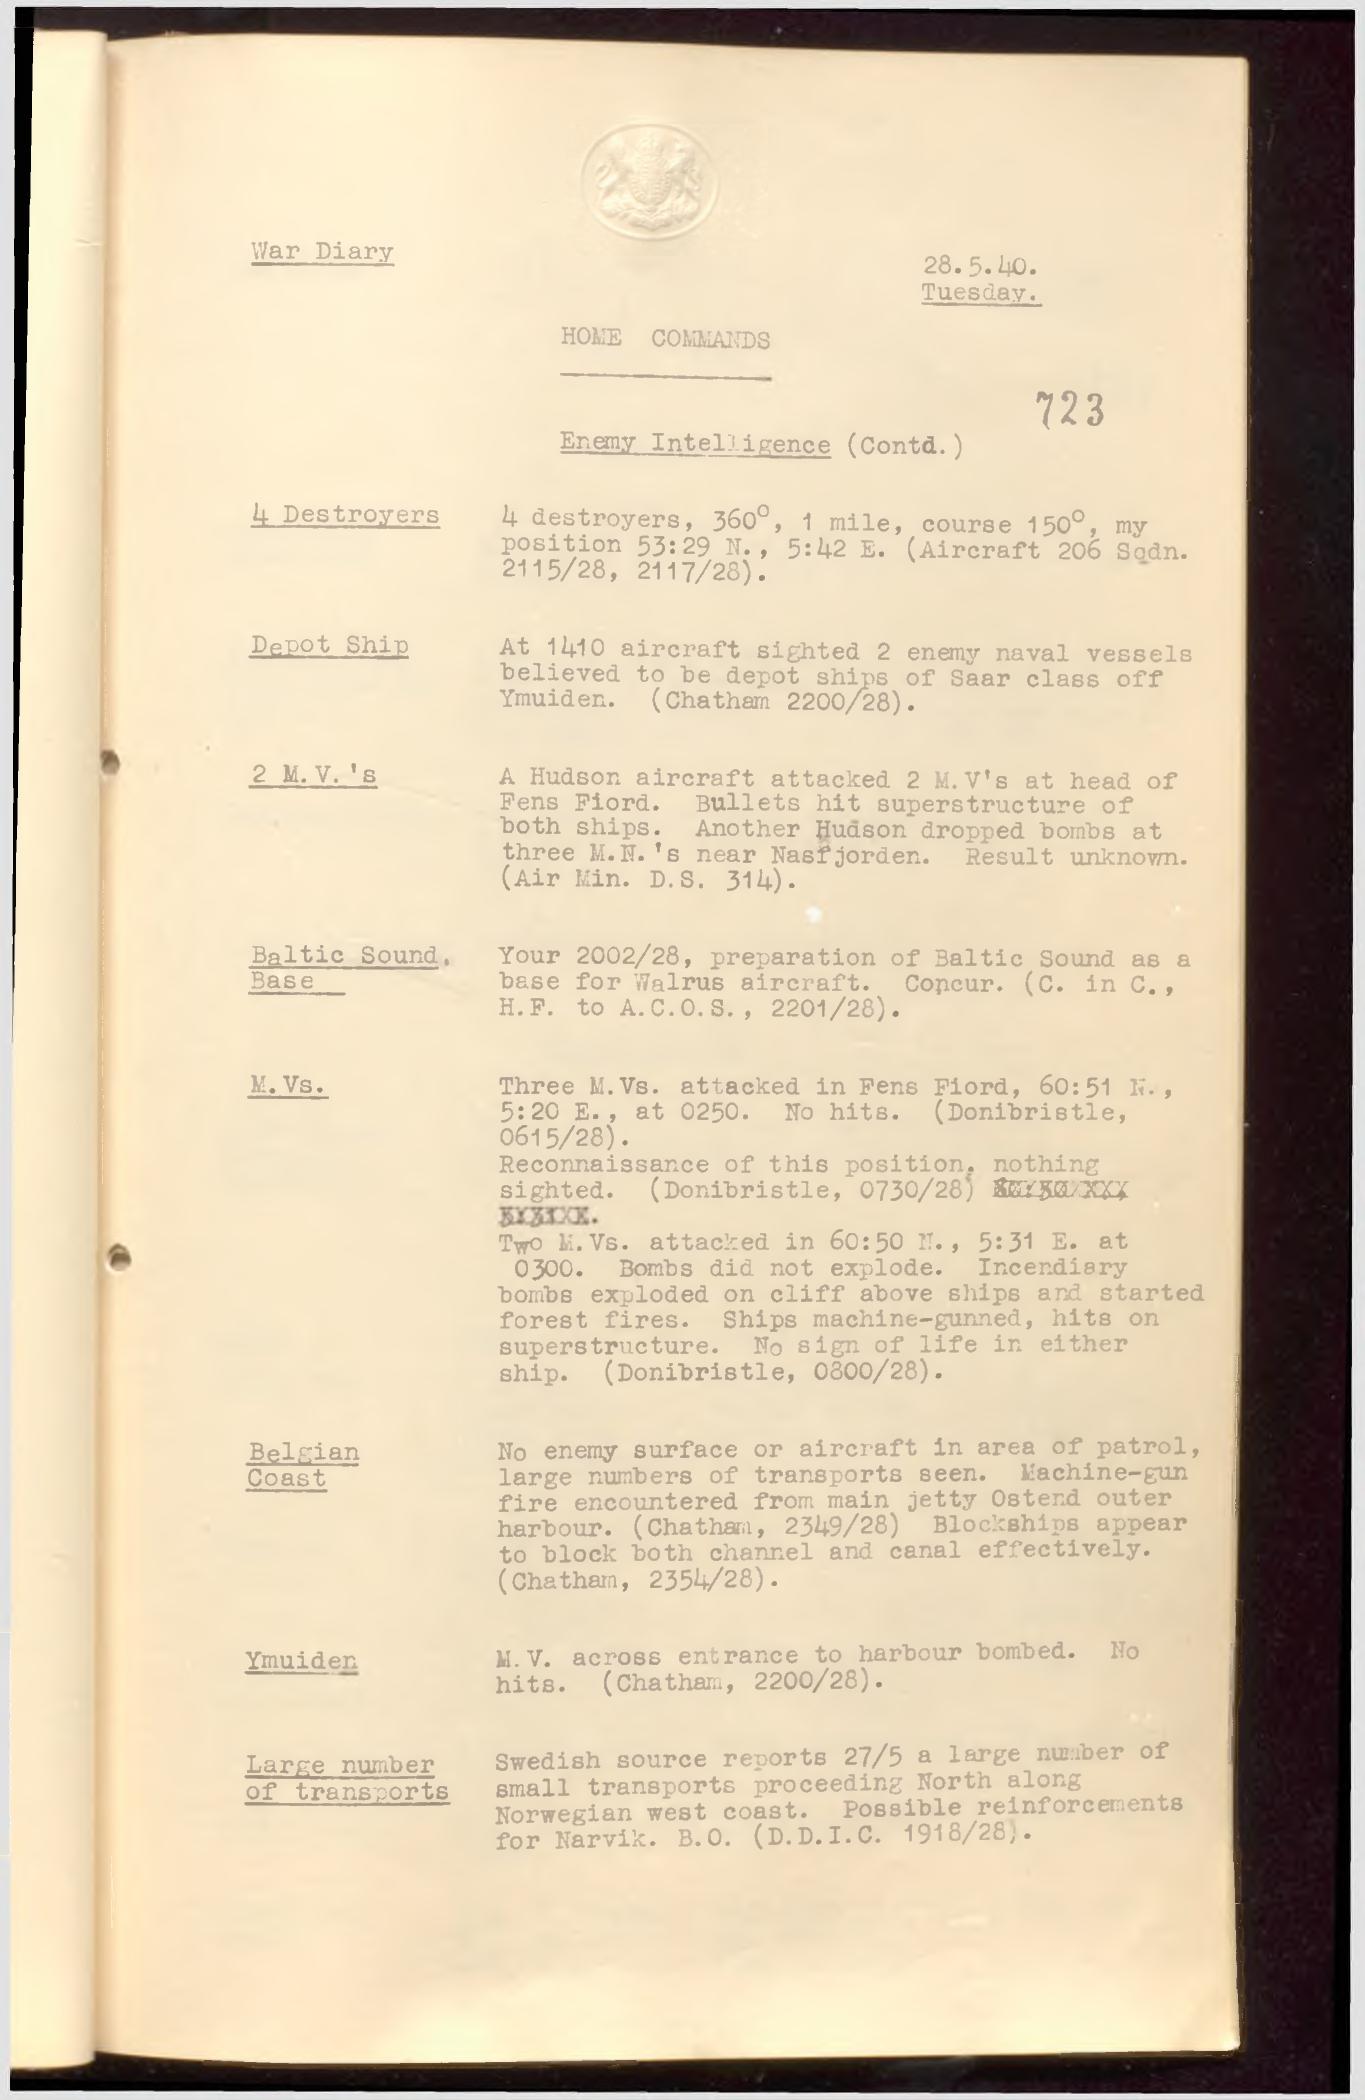 War Diary
28.5.40.
Tuesday.
HOME COMMANDS
723
Enemy Intelligence (Contd.)
4 Destroyers
4 destroyers, 360°, 1 mile, course 150°, my
position 53:29 N., 5:42 E. (Aircraft 206 Sqdn.
2115/28, 2117/28).
Depot Ship
At 1410 aircraft sighted 2 enemy naval vessels
believed to be depot ships of Saar class off
Ymuiden. (Chatham 2200/28).
2 M.V.'s
A Hudson aircraft attacked 2 M.V's at head of
Fens Fiord. Bullets hit superstructure of
both ships. Another Hudson dropped bombs at
three M.N.'s near Nasfjorden. Result unknown.
(Air Min. D.S. 314).
Baltic Sound.
Base
Your 2002/28, preparation of Baltic Sound as a
base for Walrus aircraft. Concur. (C. in C.,
H.F. to A.C.O.S., 2201/28).
M.Vs.
Three M.Vs. attacked in Fens Fiord, 60:51 N.,
5:20 E., at 0250. No hits. (Donibristle,
0615/28).
Reconnaissance of this position, nothing
sighted. (Donibristle, 0730/28)
Two M.Vs. attacked in 60:50 N., 5:31 E. at
0300. Bombs did not explode. Incendiary
bombs exploded on cliff above ships and started
forest fires. Ships machine-gunned, hits on
superstructure. No sign of life in either
ship. (Donibristle, 0800/28).
Belgian
Coast
No enemy surface or aircraft in area of patrol,
large numbers of transports seen. Machine-gun
fire encountered from main jetty Ostend outer
harbour. (Chatham, 2349/28) Blockships appear
to block both channel and canal effectively.
(Chatham, 2354/28).
Ymuiden
M.V. across entrance to harbour bombed. No
hits. (Chatham, 2200/28).
Large number
of transports
Swedish source reports 27/5 a large number of
small transports proceeding North along
Norwegian west coast. Possible reinforcements
for Narvik. B.O. (D.D.I.C. 1918/28).